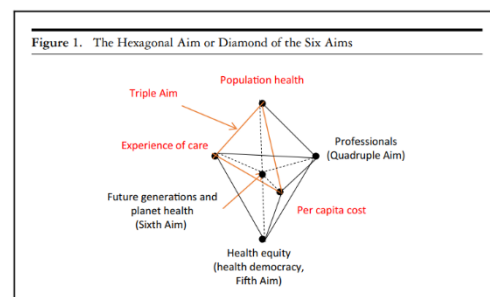 Figure 1. The Hexagonal Aim or Diamond of the Six Aims
Population health
Triple Aim
Experience of care
Professionals
(Quadruple Aim)
Future generations and
planet health
(Sixth Aim)
Per capita cost
Health equity
(health democracy,
Fifth Aim)